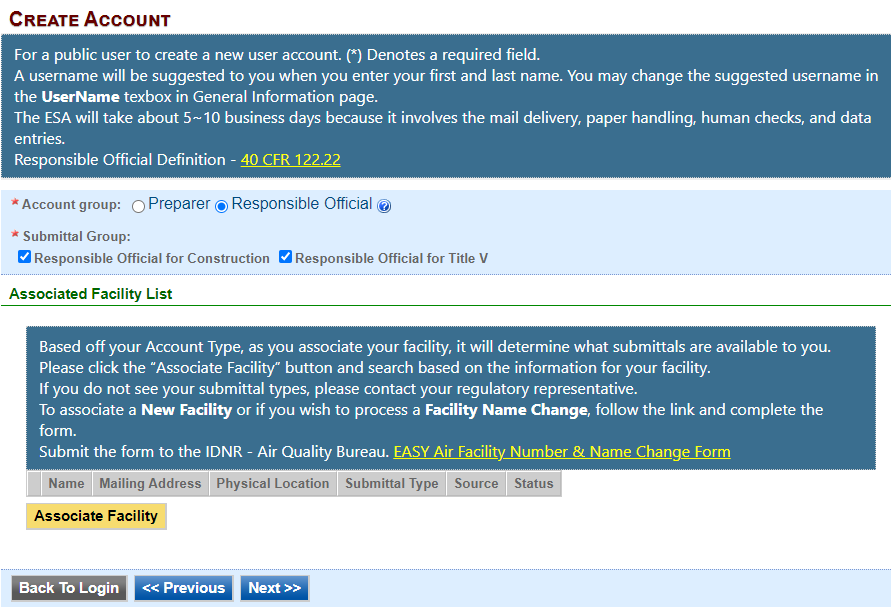 CREATE ACCOUNT
For a public user to create a new user account. (*) Denotes a required field.
A username will be suggested to you when you enter your first and last name. You may change the suggested username in
the UserName texbox in General Information page.
The ESA will take about 5~10 business days because it involves the mail delivery, paper handling, human checks, and data
entries.
Responsible Official Definition - 40 CFR 122.22
* Account group: Preparer Responsible Official ?
* Submittal Group:
Responsible Official for Construction Responsible Official for Title V
Associated Facility List
Based off your Account Type, as you associate your facility, it will determine what submittals are available to you.
Please click the “Associate Facility” button and search based on the information for your facility.
If you do not see your submittal types, please contact your regulatory representative.
To associate a New Facility or if you wish to process a Facility Name Change, follow the link and complete the
form.
Submit the form to the IDNR - Air Quality Bureau. EASY Air Facility Number & Name Change Form
Name Mailing Address Physical Location Submittal Type Source Status
Associate Facility
Back To Login << Previous Next >>